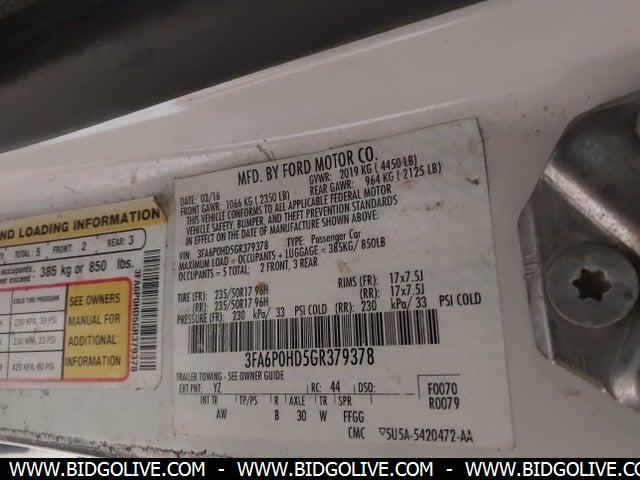 MFD. BY FORD MOTOR CO.
DATE: 03/16 GVWR: 2019 KG (4450 LB)
FRONT GAWR: 1066 KG (2350 LB) REAR GAWR: 964 KG (2125 LB)
THIS VEHICLE CONFORMS TO ALL APPLICABLE FEDERAL MOTOR
VEHICLE SAFETY, BUMPER, AND THEFT PREVENTION STANDARDS
IN EFFECT ON THE DATE OF MANUFACTURE SHOWN ABOVE.
VIN: 3FA6P0HD5GR379378 TYPE: Passenger Car
MAXIMUM LOAD= OCCUPANTS + LUGGAGE = 385KG/ 850LB
OCCUPANTS= 5 TOTAL: 2 FRONT, 3 REAR
TIRE (FR): 235/50R17 96H RIMS (FR): 17x7.5J
(RR): 235/50R17 96H (RR): 17x7.5J
PRESSURE (FR): 230 kPa/ 33 PSI COLD (RR): 230 kPa/ 33 PSI COLD
3FA6P0HD5GR379378
TRAILER TOWING - SEE OWNER GUIDE
EXT PNT: YZ RC: 44 DSO: F0070
INT TR TP/PS R AXLE TR SPR R0079
AW B 30 W FFGG
CMC 5U5A-5420472-AA
ND LOADING INFORMATION
TOTAL: 5 FRONT: 2 REAR: 3
occupants 385 kg or 850 lbs.
exceed:
COLD TIRE PRESSURE
230 KPA, 33 PSI
230 KPA, 33 PSI
420 KPA, 60 PSI
SEE OWNERS
MANUAL FOR
ADDITIONAL
INFORMATION
3FA6P0HD5GR379378
WWW.BIDGOLIVE.COM - WWW.BIDGOLIVE.COM - WWW.BIDGOLIVE.COM